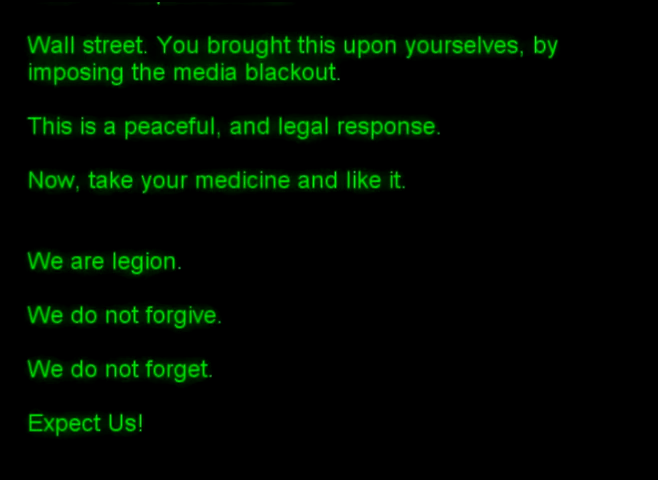 Wall street. You brought this upon yourselves, by
imposing the media blackout.
This is a peaceful, and legal response.
Now, take your medicine and like it.
We are legion.
We do not forgive.
We do not forget.
Expect Us!